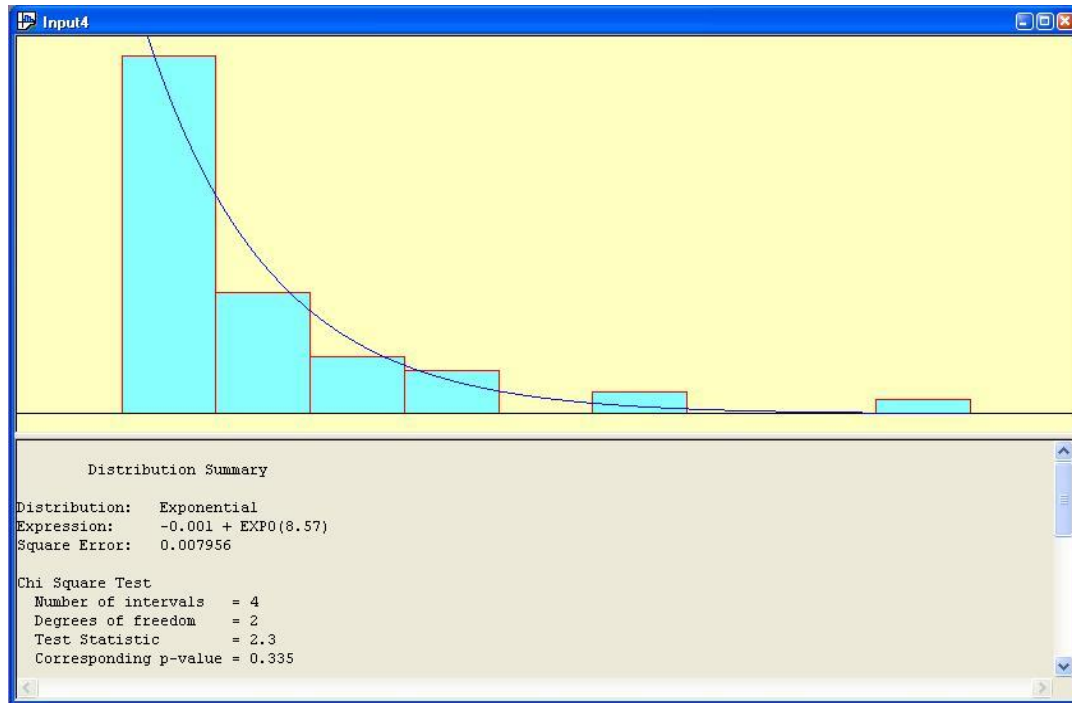 Input4
Distribution Summary
Distribution: Exponential
Expression: -0.001 + EXPO(8.57)
Square Error: 0.007956
Chi Square Test
Number of intervals = 4
Degrees of freedom = 2
Test Statistic = 2.3
Corresponding p-value = 0.335